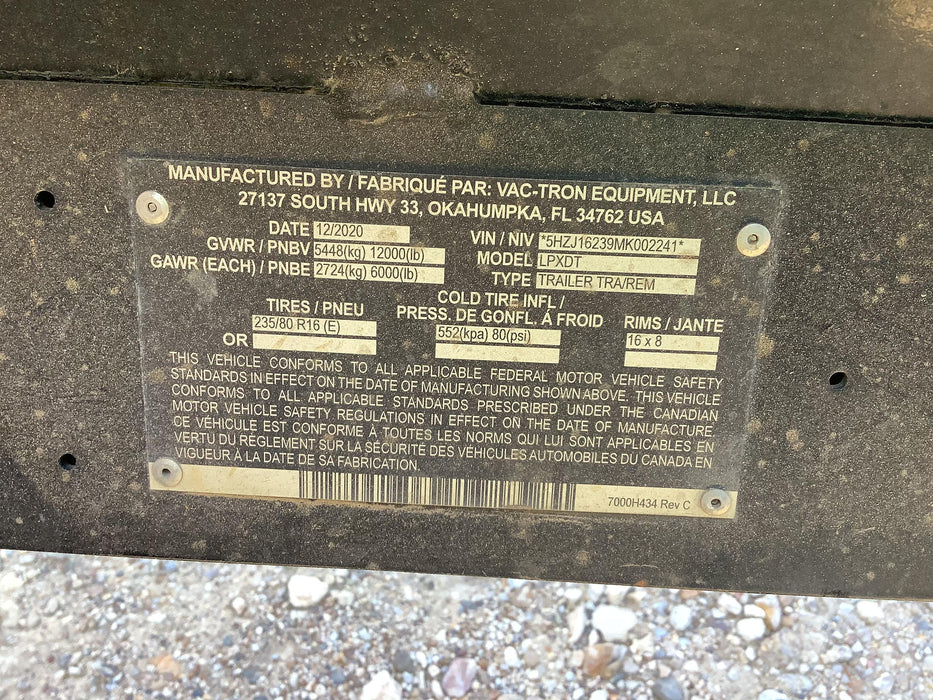 MANUFACTURED BY / FABRIQUÉ PAR: VAC-TRON EQUIPMENT, LLC
27137 SOUTH HWY 33, OKAHUMPKA, FL 34762 USA
DATE 12/2020
VIN / NIV *5HZJ16239MK002241*
GVWR / PNBV 5448(kg) 12000(lb)
MODEL LPXDT
GAWR (EACH) / PNBE 2724(kg) 6000(lb)
TYPE TRAILER TRA/REM
TIRES / PNEU
COLD TIRE INFL /
PRESS. DE GONFL. À FROID
RIMS / JANTE
235/80 R16 (E)
552(kpa) 80(psi)
16 x 8
OR
THIS VEHICLE CONFORMS TO ALL APPLICABLE FEDERAL MOTOR VEHICLE SAFETY
STANDARDS IN EFFECT ON THE DATE OF MANUFACTURING SHOWN ABOVE. THIS VEHICLE
CONFORMS TO ALL APPLICABLE STANDARDS PRESCRIBED UNDER THE CANADIAN
MOTOR VEHICLE SAFETY REGULATIONS IN EFFECT ON THE DATE OF MANUFACTURE.
CE VÉHICULE EST CONFORME À TOUTES LES NORMS QUI LUI SONT APPLICABLES EN
VERTU DU RÈGLEMENT SUR LA SÉCURITÉ DES VÉHICULES AUTOMOBILES DU CANADA EN
VIGUEUR À LA DATE DE SA FABRICATION.
7000H434 Rev C